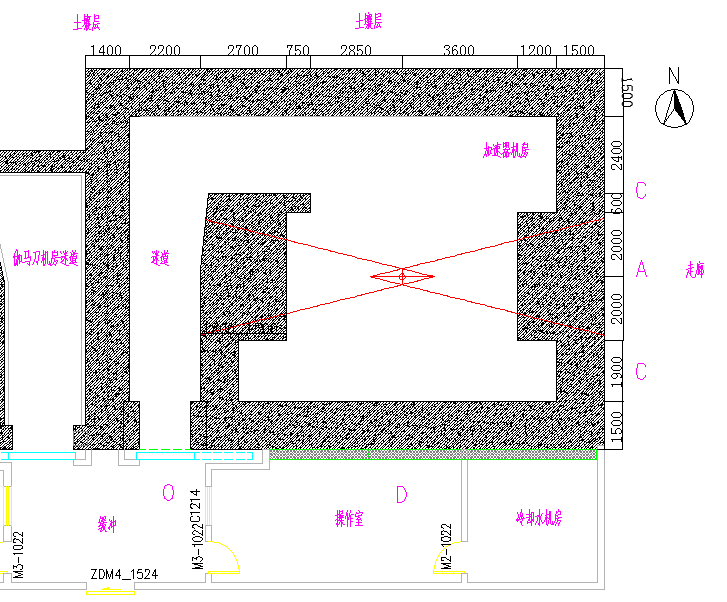 土壤层
土壤层
1400 2200 2700 750 2850 3600 1200 1500
N
1500
加速器机房
2400
C
600
伽马刀机房迷道
迷道
2000
A
走廊
2000
C
1900
1500
O
D
C1214
缓冲
操作室
冷却水机房
M3-1022
M3-1022
M2-1022
ZDM4_1524